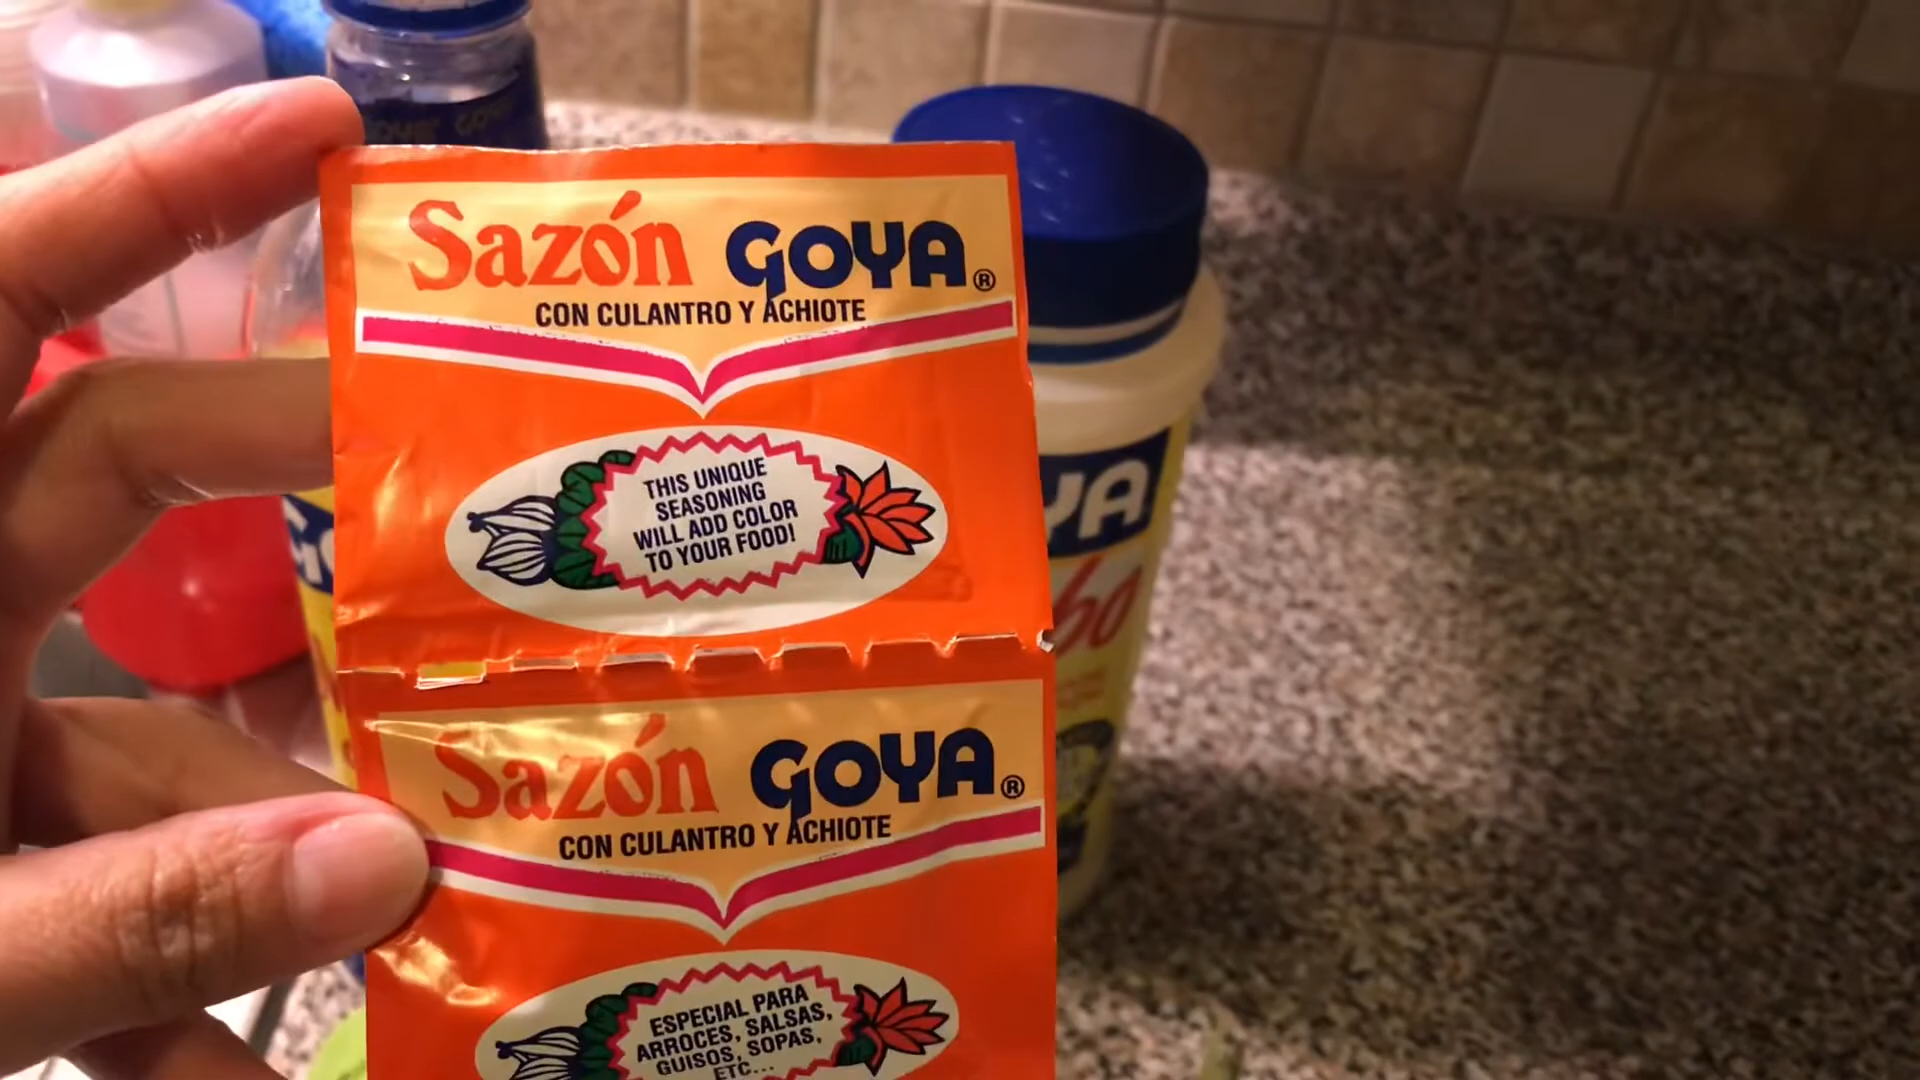 Sazón GOYA®
CON CULANTRO Y ACHIOTE
THIS UNIQUE
SEASONING
WILL ADD COLOR
TO YOUR FOOD!
Sazón GOYA®
CON CULANTRO Y ACHIOTE
ESPECIAL PARA
ARROCES, SALSAS,
GUISOS, SOPAS,
ETC...